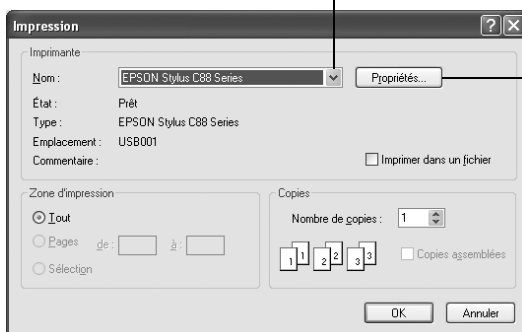 Impression
Imprimante
Nom : EPSON Stylus C88 Series Propriétés...
État : Prêt
Type : EPSON Stylus C88 Series
Emplacement : USB001
Commentaire : Imprimer dans un fichier
Zone d'impression
Tout
Pages de : à :
Sélection
Copies
Nombre de copies : 1
1 1 2 2 3 3
Copies assemblées
OK Annuler